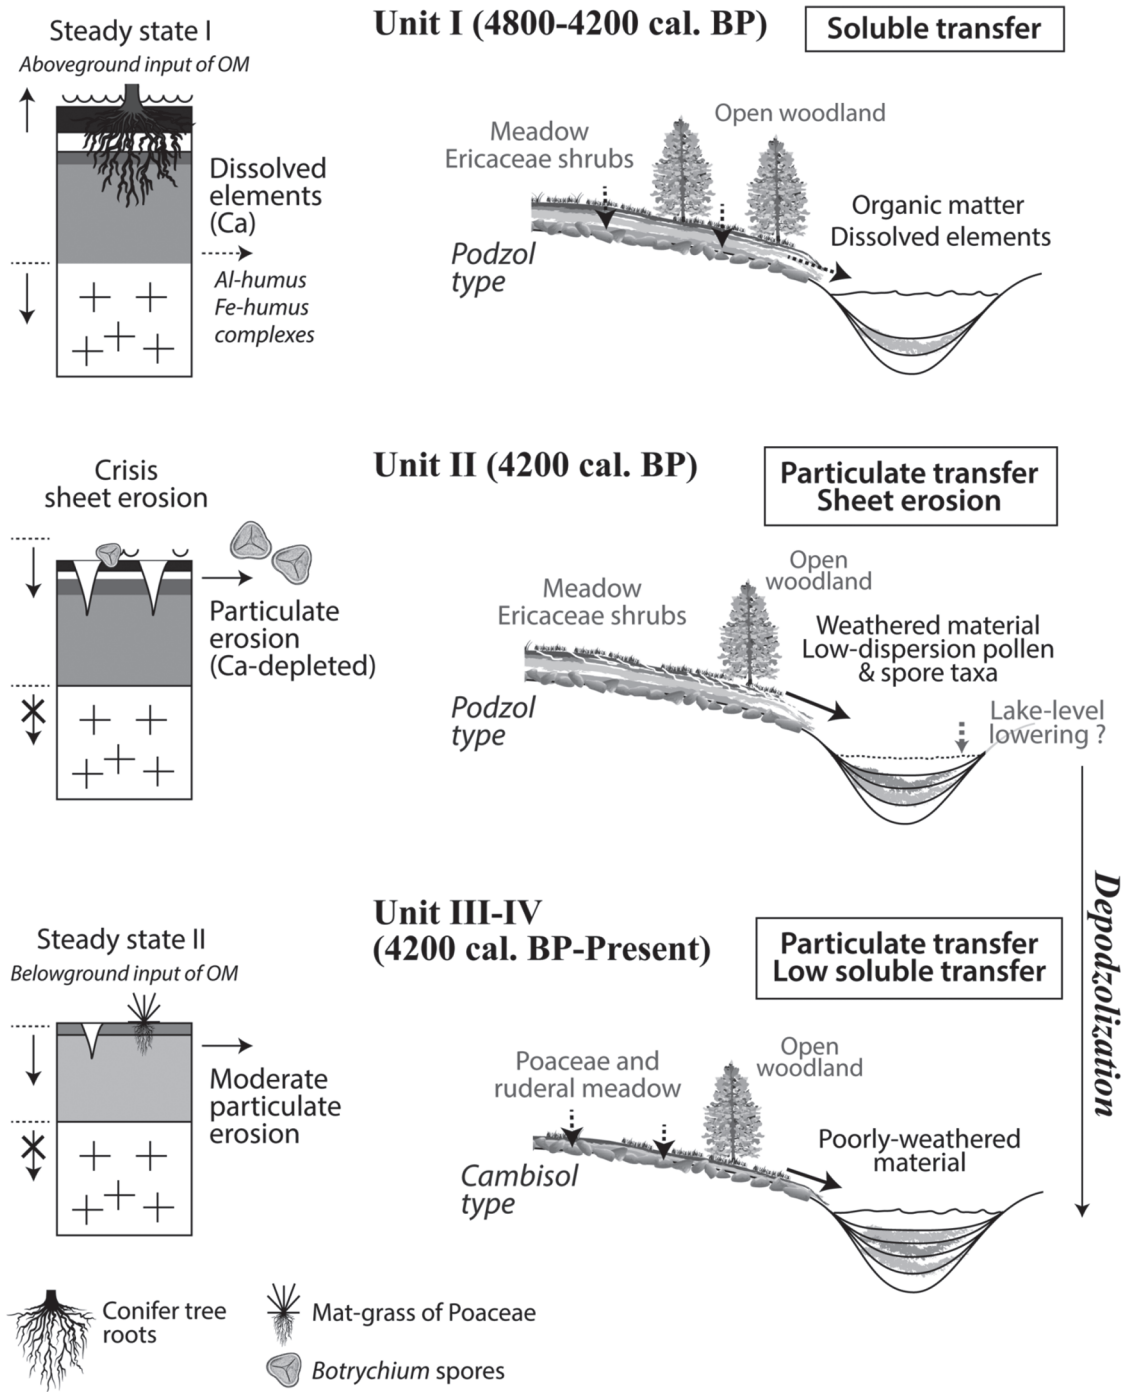 Steady state I
Aboveground input of OM
Unit I (4800-4200 cal. BP)
Soluble transfer
Dissolved
elements
(Ca)
Al-humus
Fe-humus
complexes
Meadow
Ericaceae shrubs
Open woodland
Podzol
type
Organic matter
Dissolved elements
Crisis
sheet erosion
Unit II (4200 cal. BP)
Particulate transfer
Sheet erosion
Particulate
erosion
(Ca-depleted)
Meadow
Ericaceae shrubs
Open
woodland
Podzol
type
Weathered material
Low-dispersion pollen
& spore taxa
Lake-level
lowering ?
Depodzolization
Steady state II
Belowground input of OM
Unit III-IV
(4200 cal. BP-Present)
Particulate transfer
Low soluble transfer
Moderate
particulate
erosion
Poaceae and
ruderal meadow
Open
woodland
Cambisol
type
Poorly-weathered
material
Conifer tree
roots
Mat-grass of Poaceae
Botrychium spores